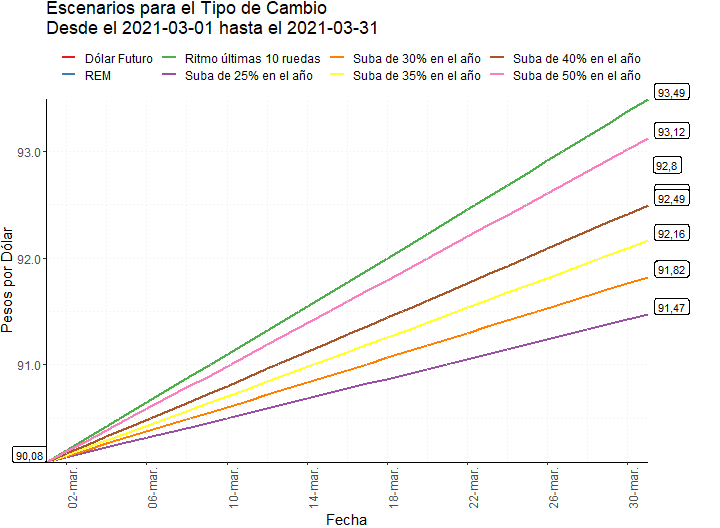 Escenarios para el Tipo de Cambio
Desde el 2021-03-01 hasta el 2021-03-31
Dólar Futuro
Ritmo últimas 10 ruedas
Suba de 30% en el año
Suba de 40% en el año
REM
Suba de 25% en el año
Suba de 35% en el año
Suba de 50% en el año
93,49
93,12
92,8
92,49
92,16
91,82
91,47
90,08
93.0
92.0
91.0
Pesos por Dólar
02-mar.
06-mar.
10-mar.
14-mar.
18-mar.
22-mar.
26-mar.
30-mar.
Fecha